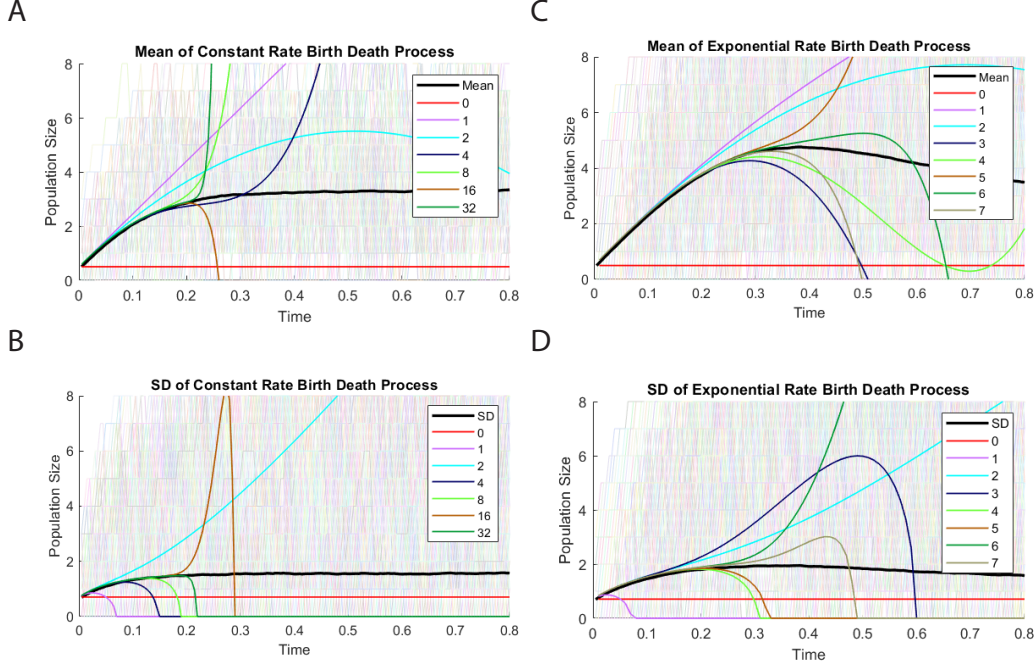 A
Mean of Constant Rate Birth Death Process
Population Size
8
6
4
2
0
0 0.1 0.2 0.3 0.4 0.5 0.6 0.7 0.8
Time
Mean
0
1
2
4
8
16
32
B
SD of Constant Rate Birth Death Process
Population Size
8
6
4
2
0
0 0.1 0.2 0.3 0.4 0.5 0.6 0.7 0.8
Time
SD
0
1
2
4
8
16
32
C
Mean of Exponential Rate Birth Death Process
Population Size
8
6
4
2
0
0 0.1 0.2 0.3 0.4 0.5 0.6 0.7 0.8
Time
Mean
0
1
2
3
4
5
6
7
D
SD of Exponential Rate Birth Death Process
Population Size
8
6
4
2
0
0 0.1 0.2 0.3 0.4 0.5 0.6 0.7 0.8
Time
SD
0
1
2
3
4
5
6
7